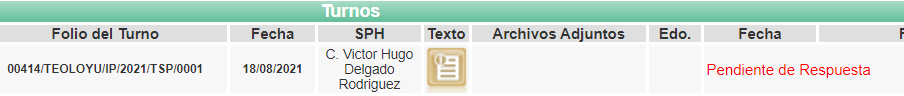 Turnos
Folio del Turno Fecha SPH Texto Archivos Adjuntos Edo. Fecha F
00414/TEOLOYU/IP/2021/TSP/0001 18/08/2021 C. Victor Hugo Delgado Rodriguez Pendiente de Respuesta